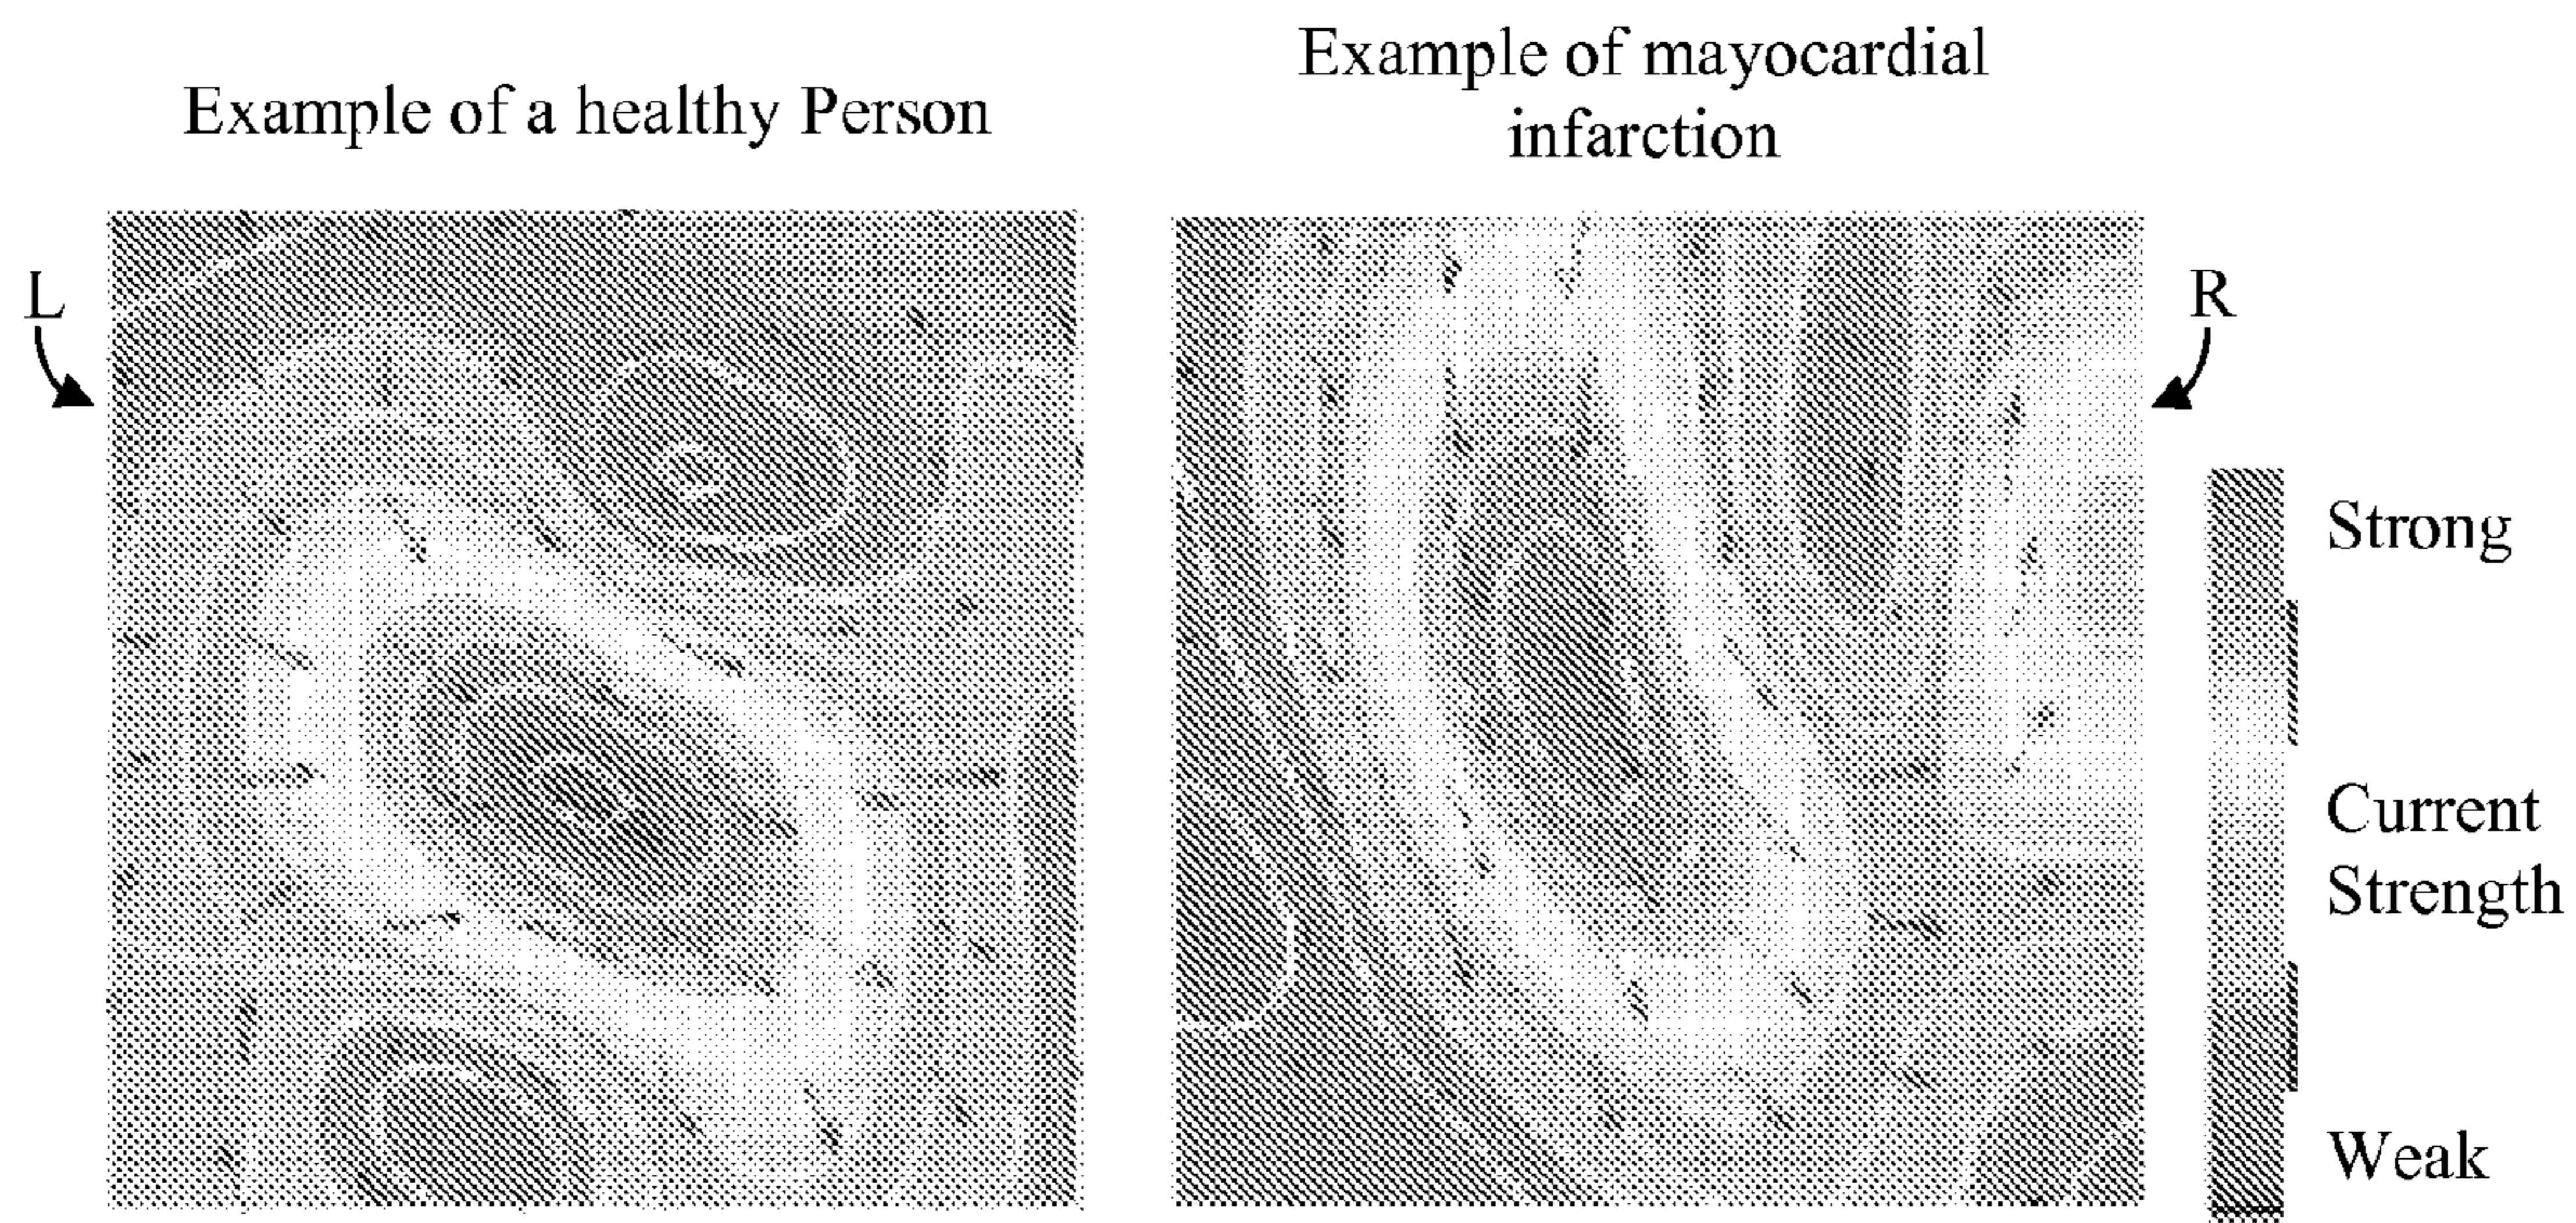 Example of a healthy Person
Example of mayocardial
infarction
L
R
Strong
Current
Strength
Weak